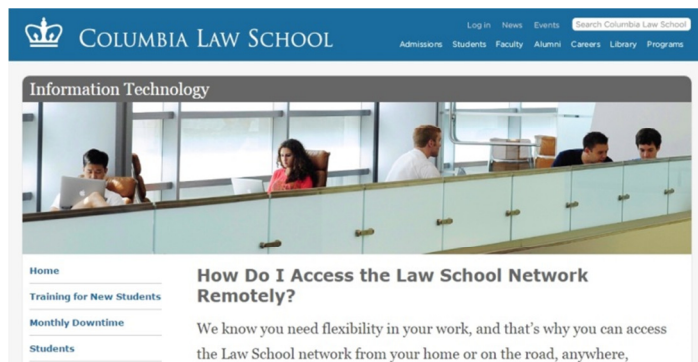 Log in News Events Search Columbia Law School
COLUMBIA LAW SCHOOL
Admissions Students Faculty Alumni Careers Library Programs
Information Technology
Home
Training for New Students
Monthly Downtime
Students
How Do I Access the Law School Network
Remotely?
We know you need flexibility in your work, and that's why you can access
the Law School network from your home or on the road, anywhere,